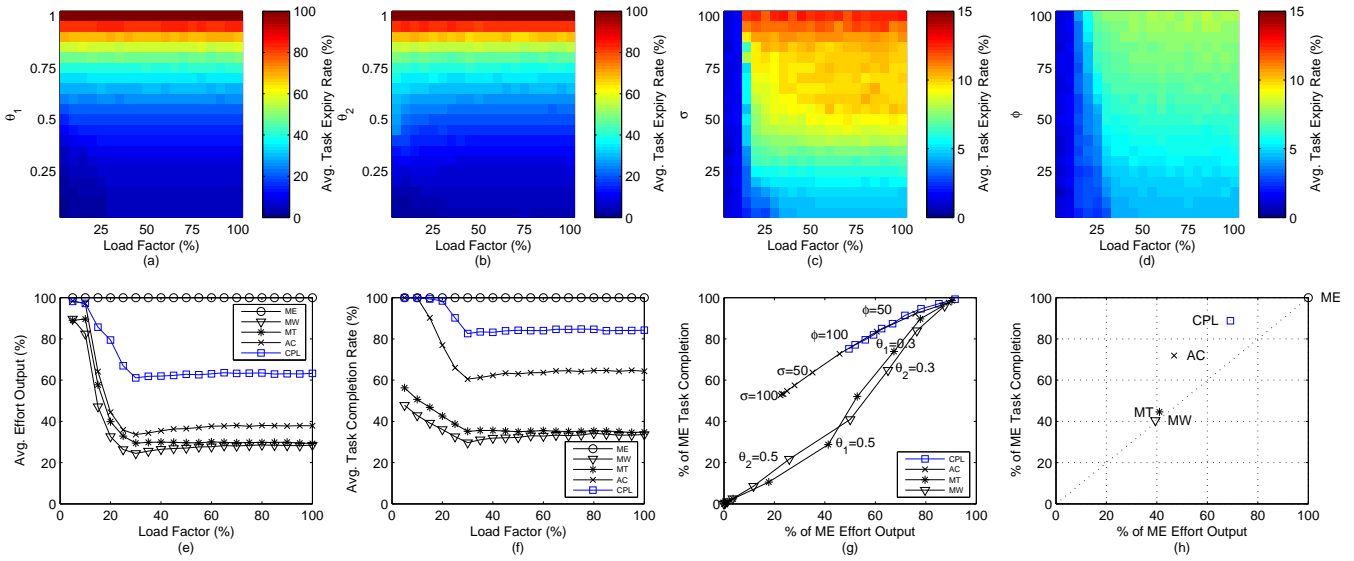 1
0.75
0.5
0.25
θ1
25 50 75 100
Load Factor (%)
(a)
100
80
60
40
20
0
Avg. Task Expiry Rate (%)
1
0.75
0.5
0.25
θ2
25 50 75 100
Load Factor (%)
(b)
100
80
60
40
20
0
Avg. Task Expiry Rate (%)
100
75
50
25
σ
25 50 75 100
Load Factor (%)
(c)
15
10
5
0
Avg. Task Expiry Rate (%)
100
75
50
25
ϕ
25 50 75 100
Load Factor (%)
(d)
15
10
5
0
Avg. Task Expiry Rate (%)
100
80
60
40
20
0
Avg. Effort Output (%)
ME
MW
MT
AC
CPL
0 20 40 60 80 100
Load Factor (%)
(e)
100
80
60
40
20
0
Avg. Task Completion Rate (%)
ME
MW
MT
AC
CPL
0 20 40 60 80 100
Load Factor (%)
(f)
100
80
60
40
20
0
% of ME Task Completion
ϕ=50
ϕ=100
θ1=0.3
θ2=0.3
σ=50
σ=100
θ2=0.5
θ1=0.5
CPL
AC
MT
MW
0 20 40 60 80 100
% of ME Effort Output
(g)
100
80
60
40
20
0
% of ME Task Completion
ME
CPL
AC
MT
MW
0 20 40 60 80 100
% of ME Effort Output
(h)